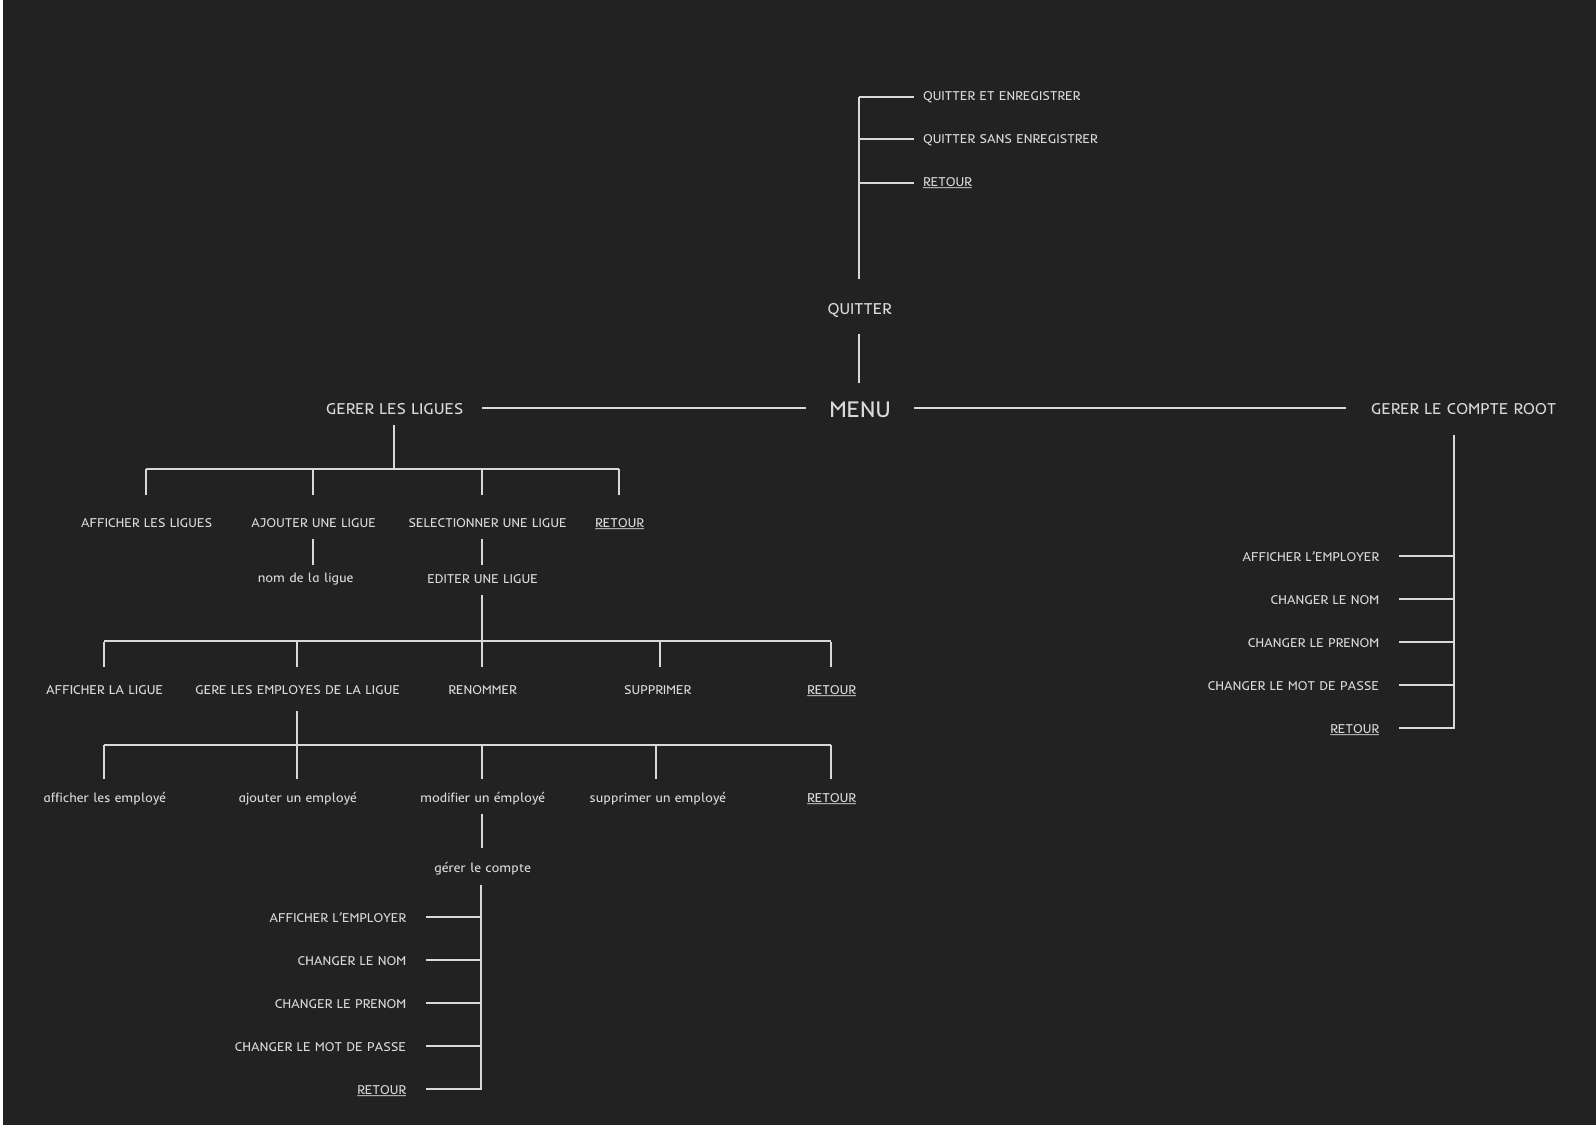 QUITTER ET ENREGISTRER
QUITTER SANS ENREGISTRER
RETOUR
QUITTER
GERER LES LIGUES
MENU
GERER LE COMPTE ROOT
AFFICHER LES LIGUES
AJOUTER UNE LIGUE
SELECTIONNER UNE LIGUE
RETOUR
nom de la ligue
EDITER UNE LIGUE
AFFICHER LA LIGUE
GERE LES EMPLOYES DE LA LIGUE
RENOMMER
SUPPRIMER
RETOUR
afficher les employé
ajouter un employé
modifier un émployé
supprimer un employé
RETOUR
gérer le compte
AFFICHER L'EMPLOYER
CHANGER LE NOM
CHANGER LE PRENOM
CHANGER LE MOT DE PASSE
RETOUR
AFFICHER L'EMPLOYER
CHANGER LE NOM
CHANGER LE PRENOM
CHANGER LE MOT DE PASSE
RETOUR